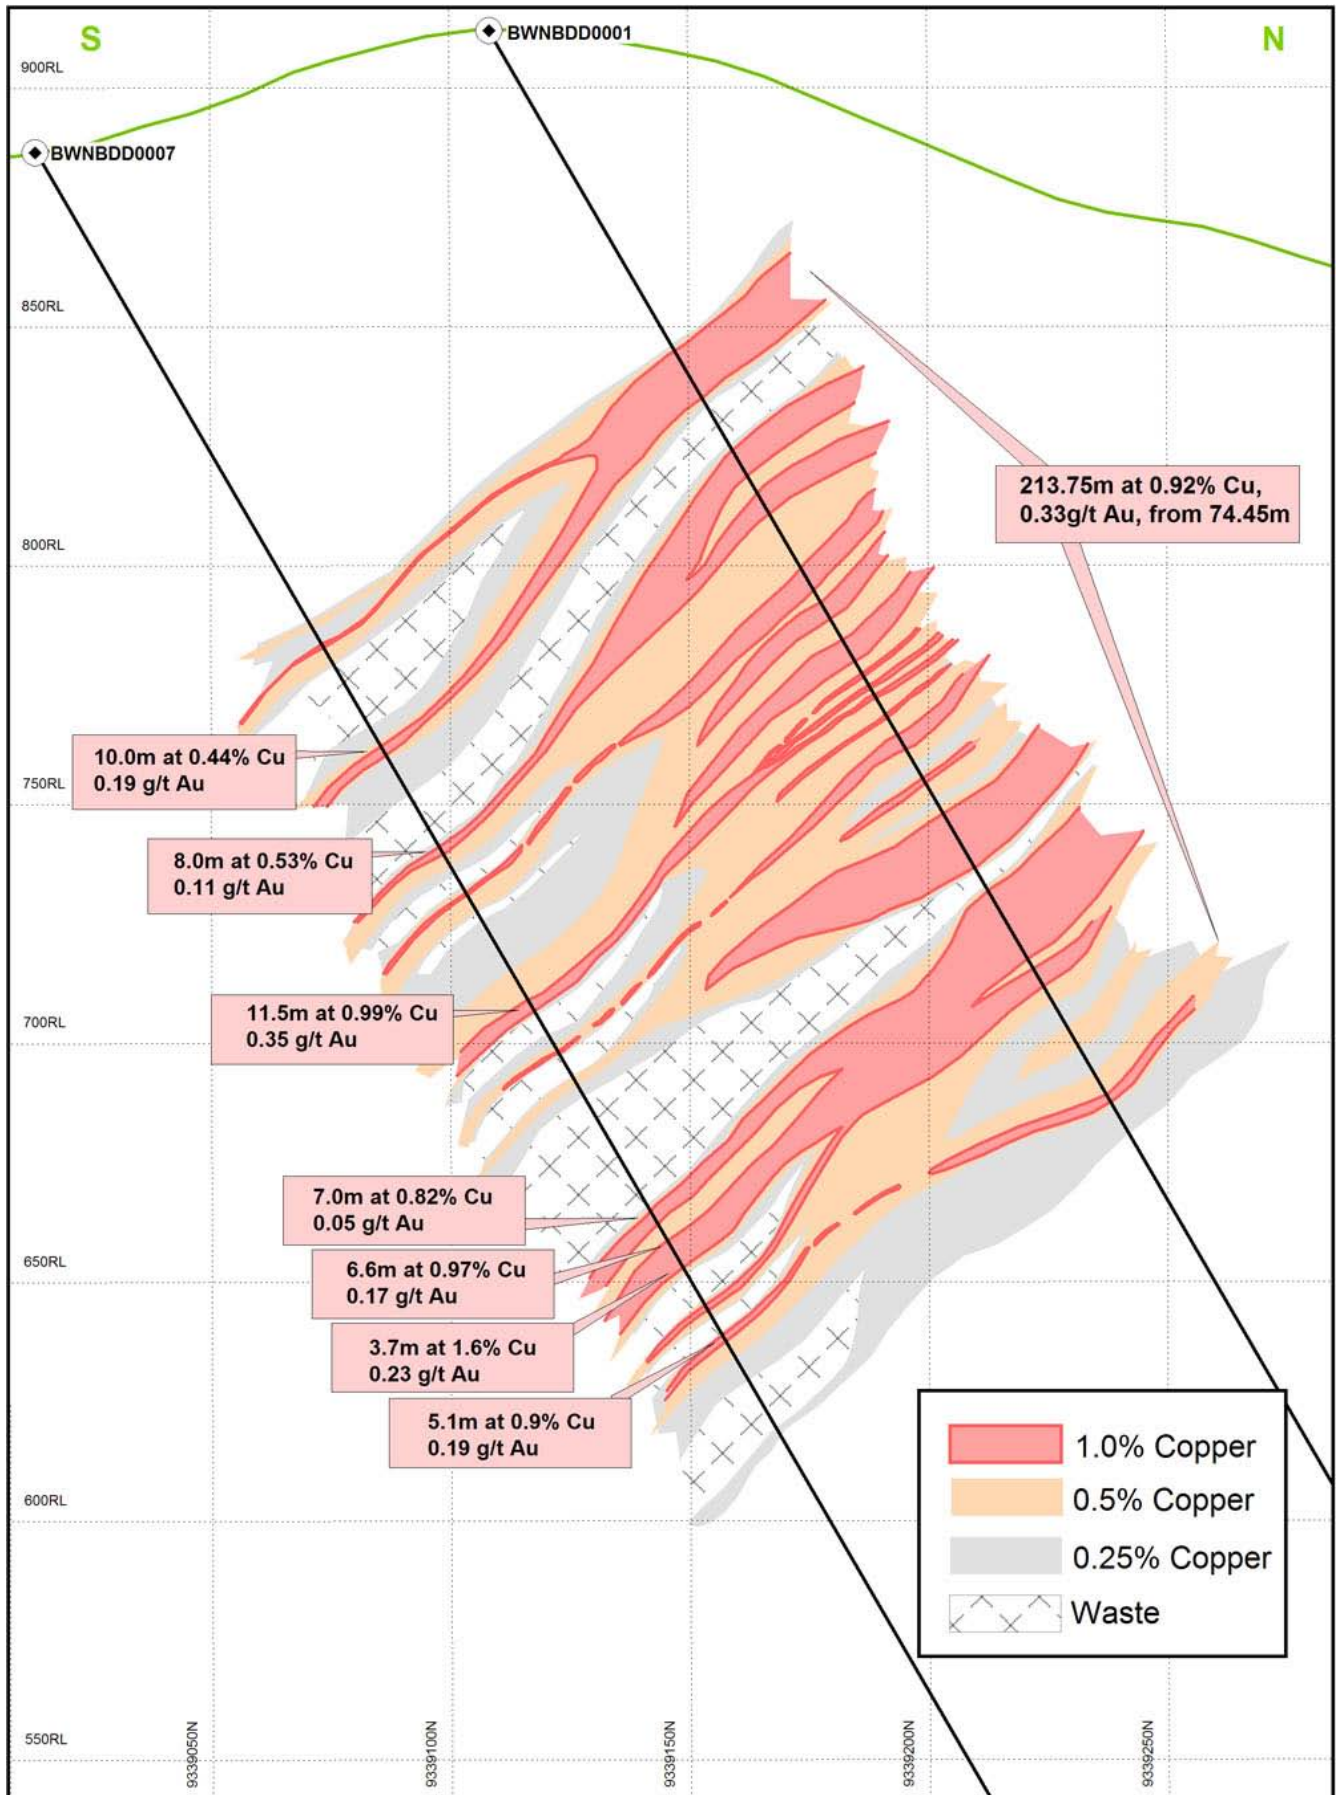 S
BWNBDD0001
N
900RL
BWNBDD0007
850RL
213.75m at 0.92% Cu,
0.33g/t Au, from 74.45m
800RL
10.0m at 0.44% Cu
0.19 g/t Au
750RL
8.0m at 0.53% Cu
0.11 g/t Au
11.5m at 0.99% Cu
0.35 g/t Au
700RL
7.0m at 0.82% Cu
0.05 g/t Au
650RL
6.6m at 0.97% Cu
0.17 g/t Au
3.7m at 1.6% Cu
0.23 g/t Au
5.1m at 0.9% Cu
0.19 g/t Au
600RL
1.0% Copper
0.5% Copper
0.25% Copper
Waste
550RL
9339050N
9339100N
9339150N
9339200N
9339250N